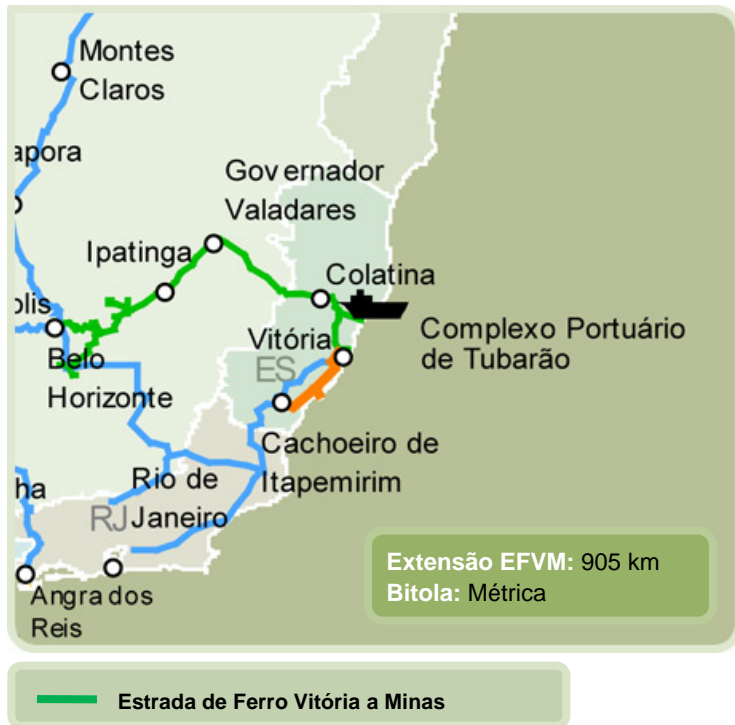 Montes
Claros
apora
Governador
Valadares
Ipatinga
Colatina
olis
Vitória
Complexo Portuário
de Tubarão
Belo
Horizonte
ES
Cachoeiro de
Itapemirim
ha
Rio de
Janeiro
RJ
Extensão EFVM: 905 km
Bitola: Métrica
Angra dos
Reis
Estrada de Ferro Vitória a Minas